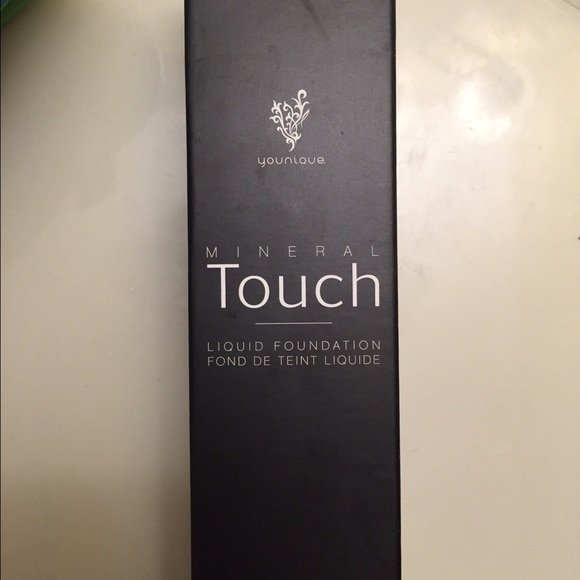 younique
MINERAL
Touch
LIQUID FOUNDATION
FOND DE TEINT LIQUIDE